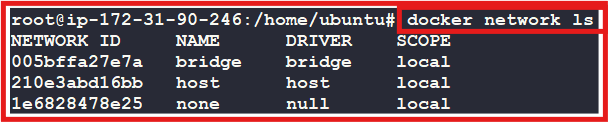 root@ip-172-31-90-246:/home/ubuntu# docker network ls
NETWORK ID NAME DRIVER SCOPE
005bffa27e7a bridge bridge local
210e3abd16bb host host local
1e6828478e25 none null local